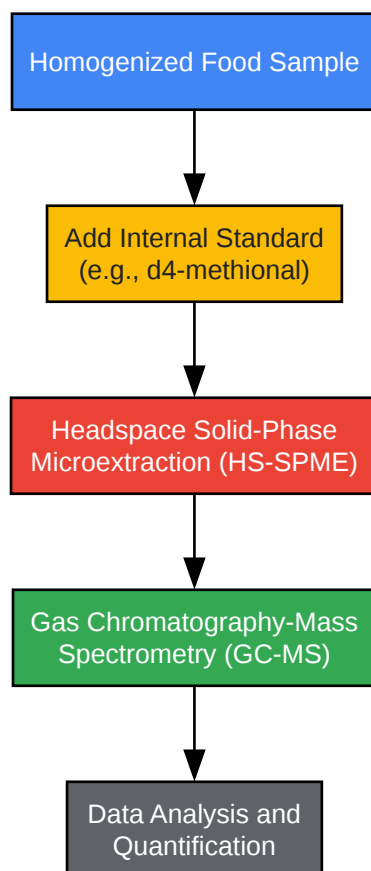 Homogenized Food Sample
Add Internal Standard
(e.g., d4-methional)
Headspace Solid-Phase
Microextraction (HS-SPME)
Gas Chromatography-Mass
Spectrometry (GC-MS)
Data Analysis and
Quantification